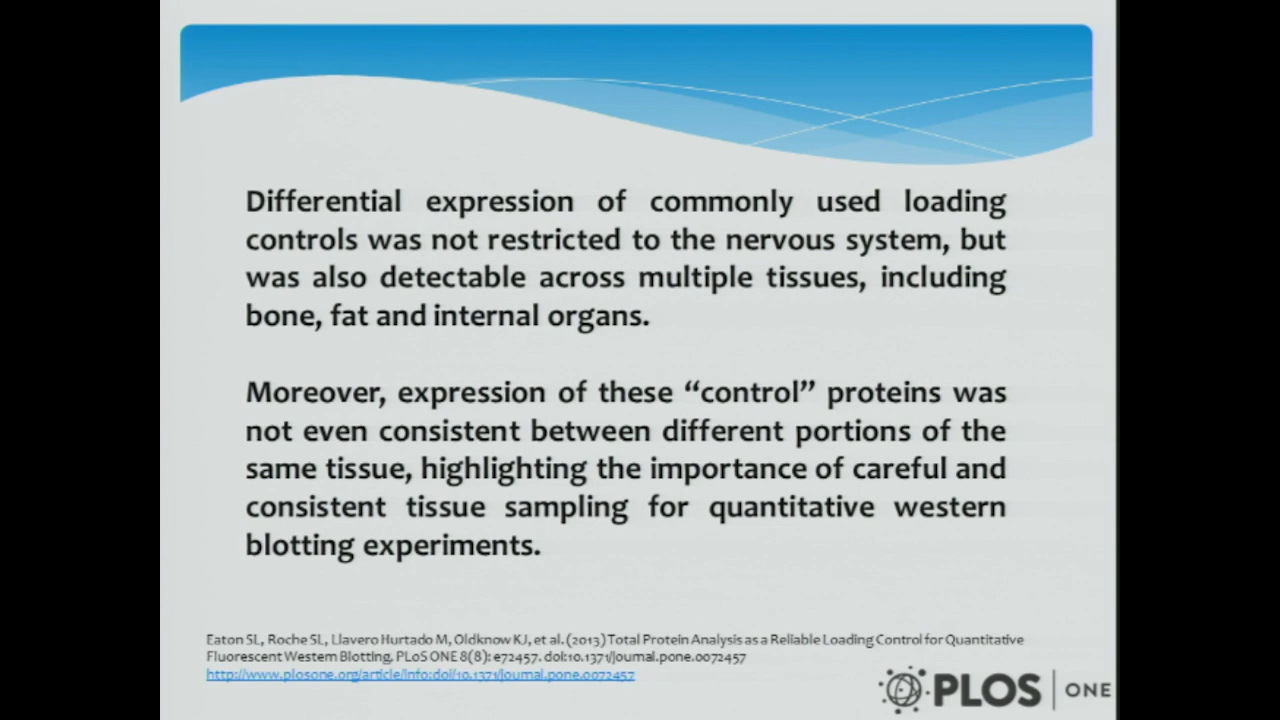 Differential expression of commonly used loading
controls was not restricted to the nervous system, but
was also detectable across multiple tissues, including
bone, fat and internal organs.
Moreover, expression of these “control” proteins was
not even consistent between different portions of the
same tissue, highlighting the importance of careful and
consistent tissue sampling for quantitative western
blotting experiments.
Eaton SL, Roche SL, Llavero Hurtado M, Oldknow KJ, et al. (2013) Total Protein Analysis as a Reliable Loading Control for Quantitative
Fluorescent Western Blotting. PLoS ONE 8(8): e72457. doi:10.1371/journal.pone.0072457
http://www.plosone.org/article/info:doi/10.1371/journal.pone.0072457
PLOS | ONE